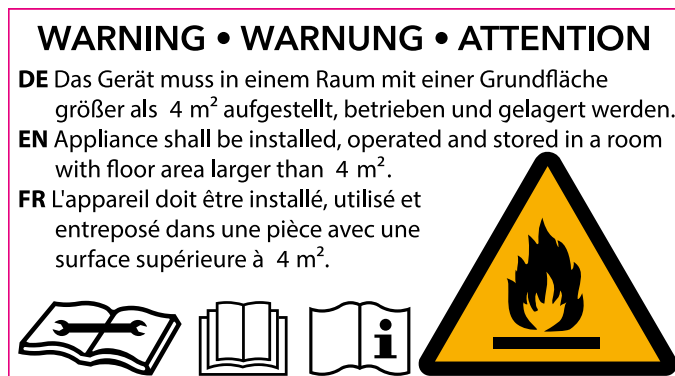 WARNING • WARNUNG • ATTENTION
DE Das Gerät muss in einem Raum mit einer Grundfläche
größer als 4 m² aufgestellt, betrieben und gelagert werden.
EN Appliance shall be installed, operated and stored in a room
with floor area larger than 4 m².
FR L'appareil doit être installé, utilisé et
entreposé dans une pièce avec une
surface supérieure à 4 m².
i